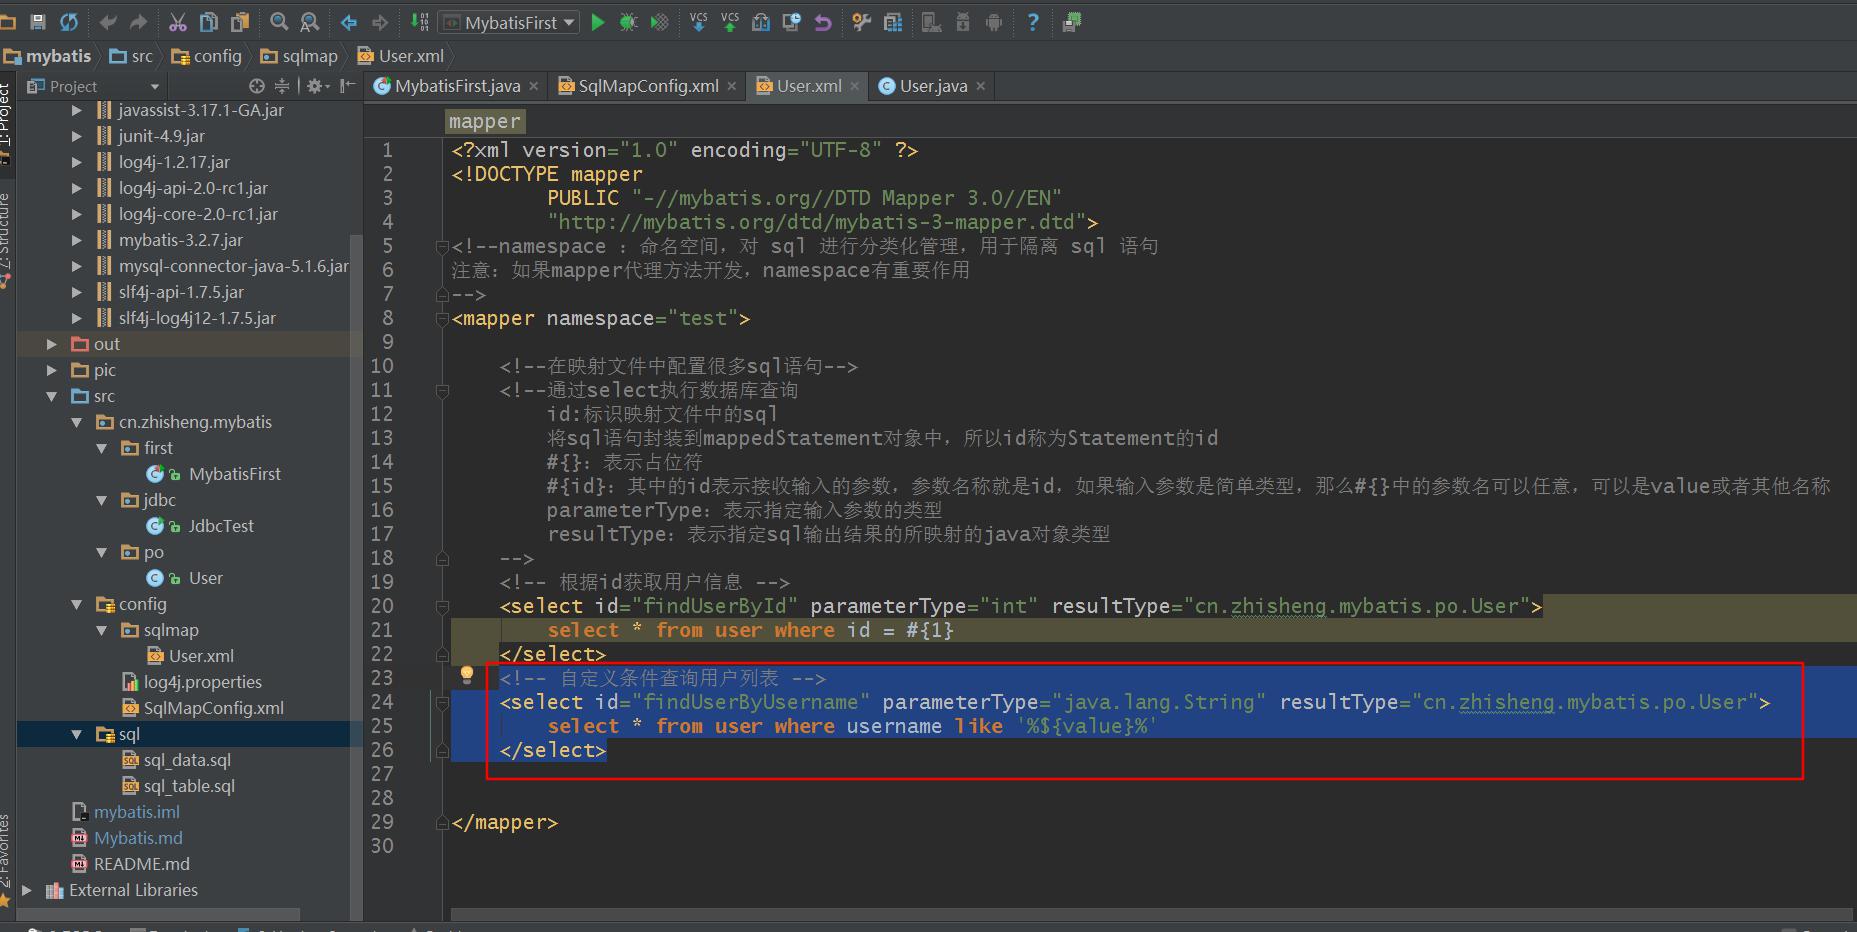 MybatisFirst
VCS VCS
mybatis src config sqlmap User.xml
Project
MybatisFirst.java SqlMapConfig.xml User.xml User.java
1: Project
javassist-3.17.1-GA.jar
junit-4.9.jar
log4j-1.2.17.jar
log4j-api-2.0-rc1.jar
log4j-core-2.0-rc1.jar
mybatis-3.2.7.jar
mysql-connector-java-5.1.6.jar
slf4j-api-1.7.5.jar
slf4j-log4j12-1.7.5.jar
out
pic
src
cn.zhisheng.mybatis
first
MybatisFirst
jdbc
JdbcTest
po
User
config
sqlmap
User.xml
log4j.properties
SqlMapConfig.xml
sql
sql_data.sql
sql_table.sql
mybatis.iml
Mybatis.md
README.md
External Libraries
7: Structure
2: Favorites
mapper
1 <?xml version="1.0" encoding="UTF-8" ?>
2 <!DOCTYPE mapper
3 PUBLIC "-//mybatis.org//DTD Mapper 3.0//EN"
4 "http://mybatis.org/dtd/mybatis-3-mapper.dtd">
5 <!--namespace : 命名空间，对 sql 进行分类化管理，用于隔离 sql 语句
6 注意：如果mapper代理方法开发，namespace有重要作用
7 -->
8 <mapper namespace="test">
9
10 <!--在映射文件中配置很多sql语句-->
11 <!--通过select执行数据库查询
12 id:标识映射文件中的sql
13 将sql语句封装到mappedStatement对象中，所以id称为Statement的id
14 #{}：表示占位符
15 #{id}：其中的id表示接收输入的参数，参数名称就是id，如果输入参数是简单类型，那么#{}中的参数名可以任意，可以是value或者其他名称
16 parameterType：表示指定输入参数的类型
17 resultType：表示指定sql输出结果的所映射的java对象类型
18 -->
19 <!-- 根据id获取用户信息 -->
20 <select id="findUserById" parameterType="int" resultType="cn.zhisheng.mybatis.po.User">
21 select * from user where id = #{1}
22 </select>
23 <!-- 自定义条件查询用户列表 -->
24 <select id="findUserByUsername" parameterType="java.lang.String" resultType="cn.zhisheng.mybatis.po.User">
25 select * from user where username like '%${value}%'
26 </select>
27
28
29 </mapper>
30